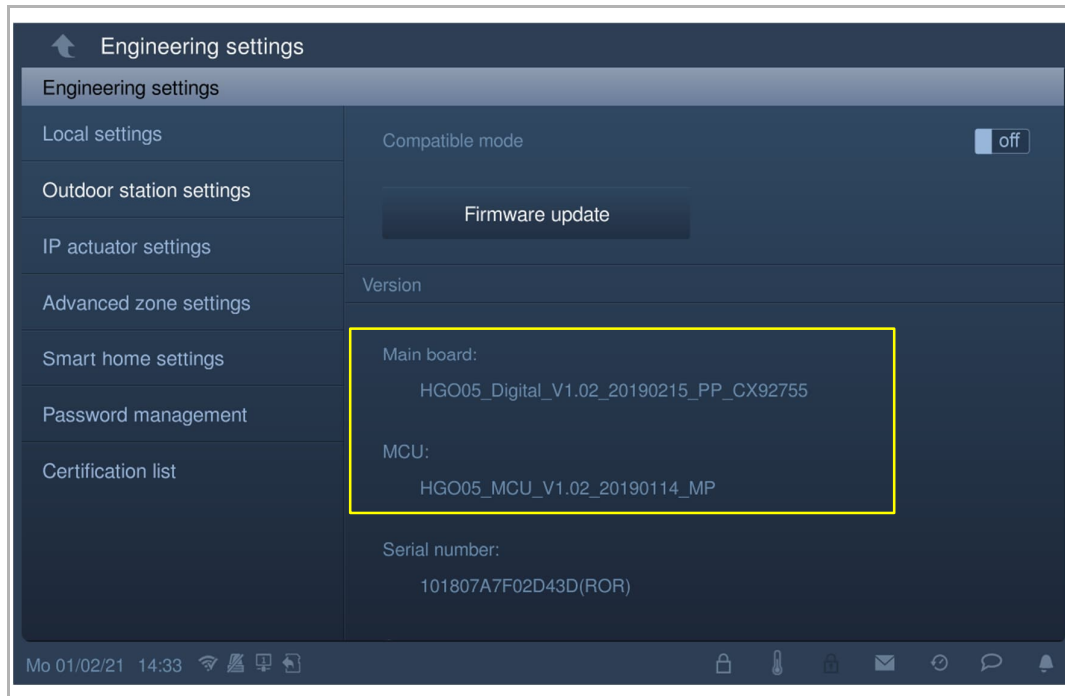 Engineering settings
Engineering settings
Local settings
Outdoor station settings
IP actuator settings
Advanced zone settings
Smart home settings
Password management
Certification list
Compatible mode
off
Firmware update
Version
Main board:
HGO05_Digital_V1.02_20190215_PP_CX92755
MCU:
HGO05_MCU_V1.02_20190114_MP
Serial number:
101807A7F02D43D(ROR)
Mo 01/02/21 14:33